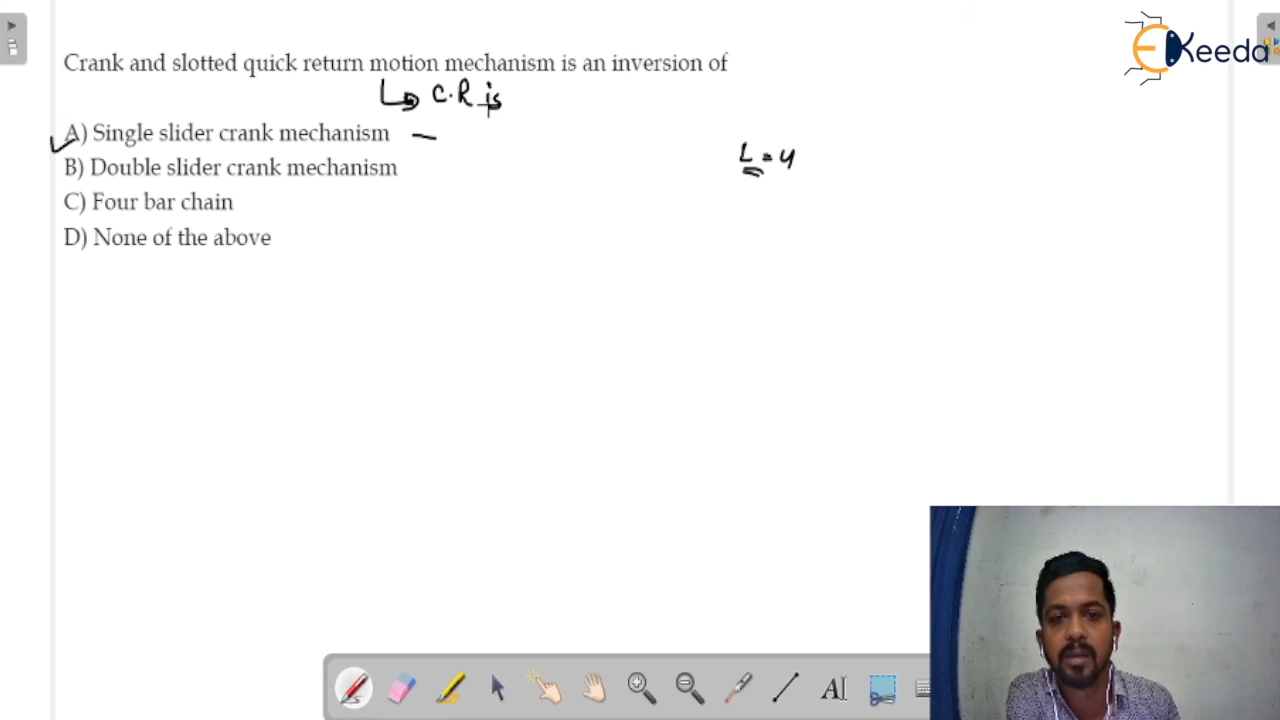 Keeda
Crank and slotted quick return motion mechanism is an inversion of
C.R is
A) Single slider crank mechanism
L = 4
B) Double slider crank mechanism
C) Four bar chain
D) None of the above
AI